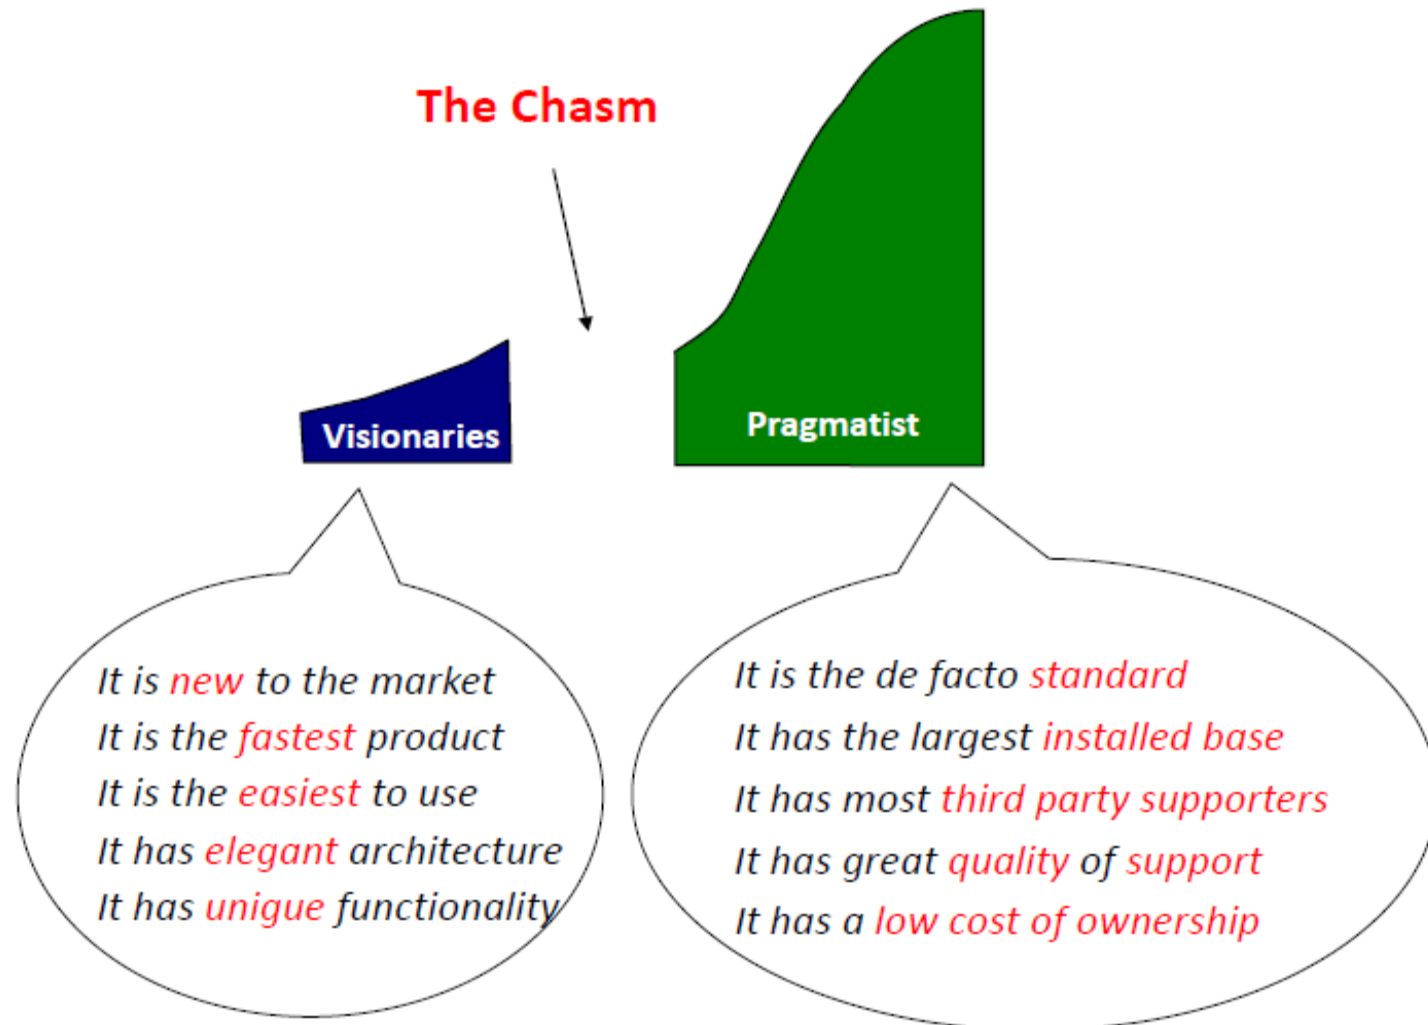 The Chasm
Visionaries
Pragmatist
It is new to the market
It is the fastest product
It is the easiest to use
It has elegant architecture
It has unigue functionality
It is the de facto standard
It has the largest installed base
It has most third party supporters
It has great quality of support
It has a low cost of ownership